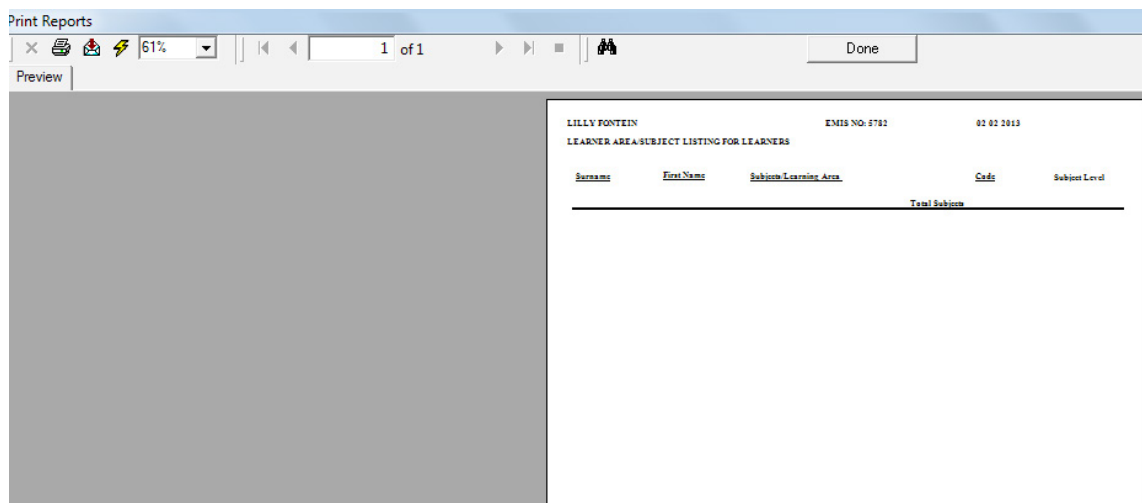 Print Reports
61% 1 of 1 Done
Preview
LILLY FONTEIN EMIS NO: 5782 02 02 2013
LEARNER AREA/SUBJECT LISTING FOR LEARNERS
Surname First Name Subjects/Learning Area Code Subject Level
Total Subjects